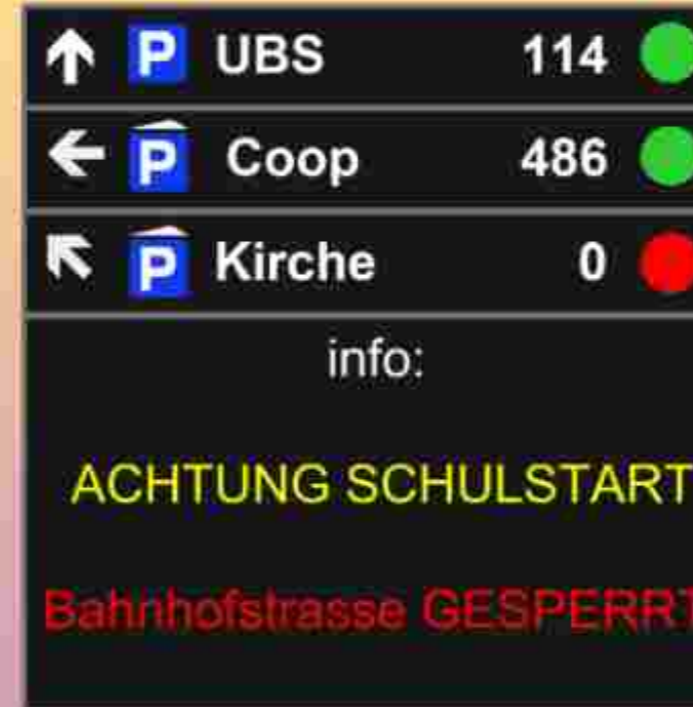 P UBS 114
P Coop 486
P Kirche 0
info:
ACHTUNG SCHULSTART
Bahnhofstrasse GESPERRT